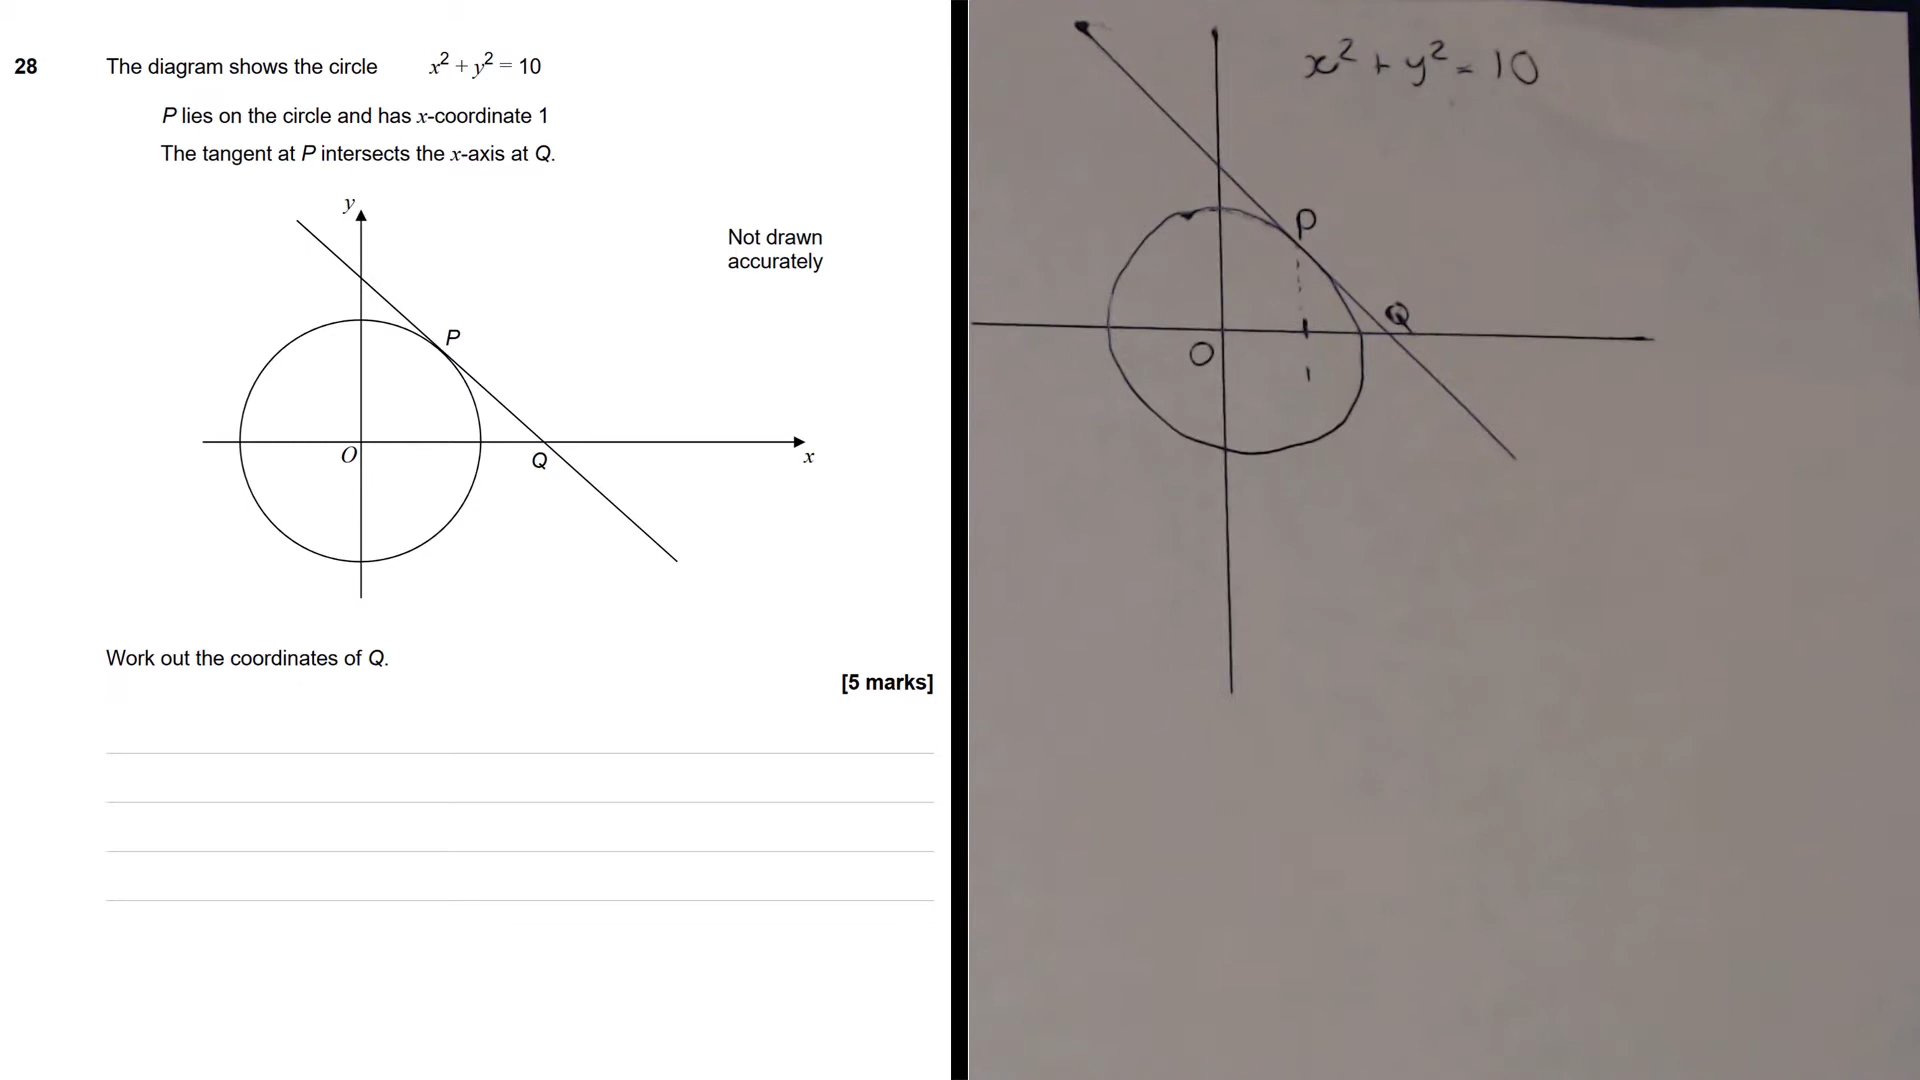 28 The diagram shows the circle x² + y² = 10
P lies on the circle and has x-coordinate 1
The tangent at P intersects the x-axis at Q.
y
Not drawn
accurately
P
O
Q
x
Work out the coordinates of Q.
[5 marks]
x² + y² = 10
P
Q
O
1